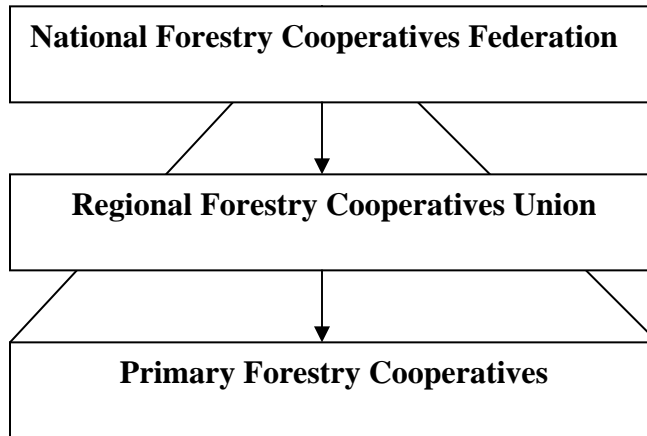 National Forestry Cooperatives Federation
Regional Forestry Cooperatives Union
Primary Forestry Cooperatives